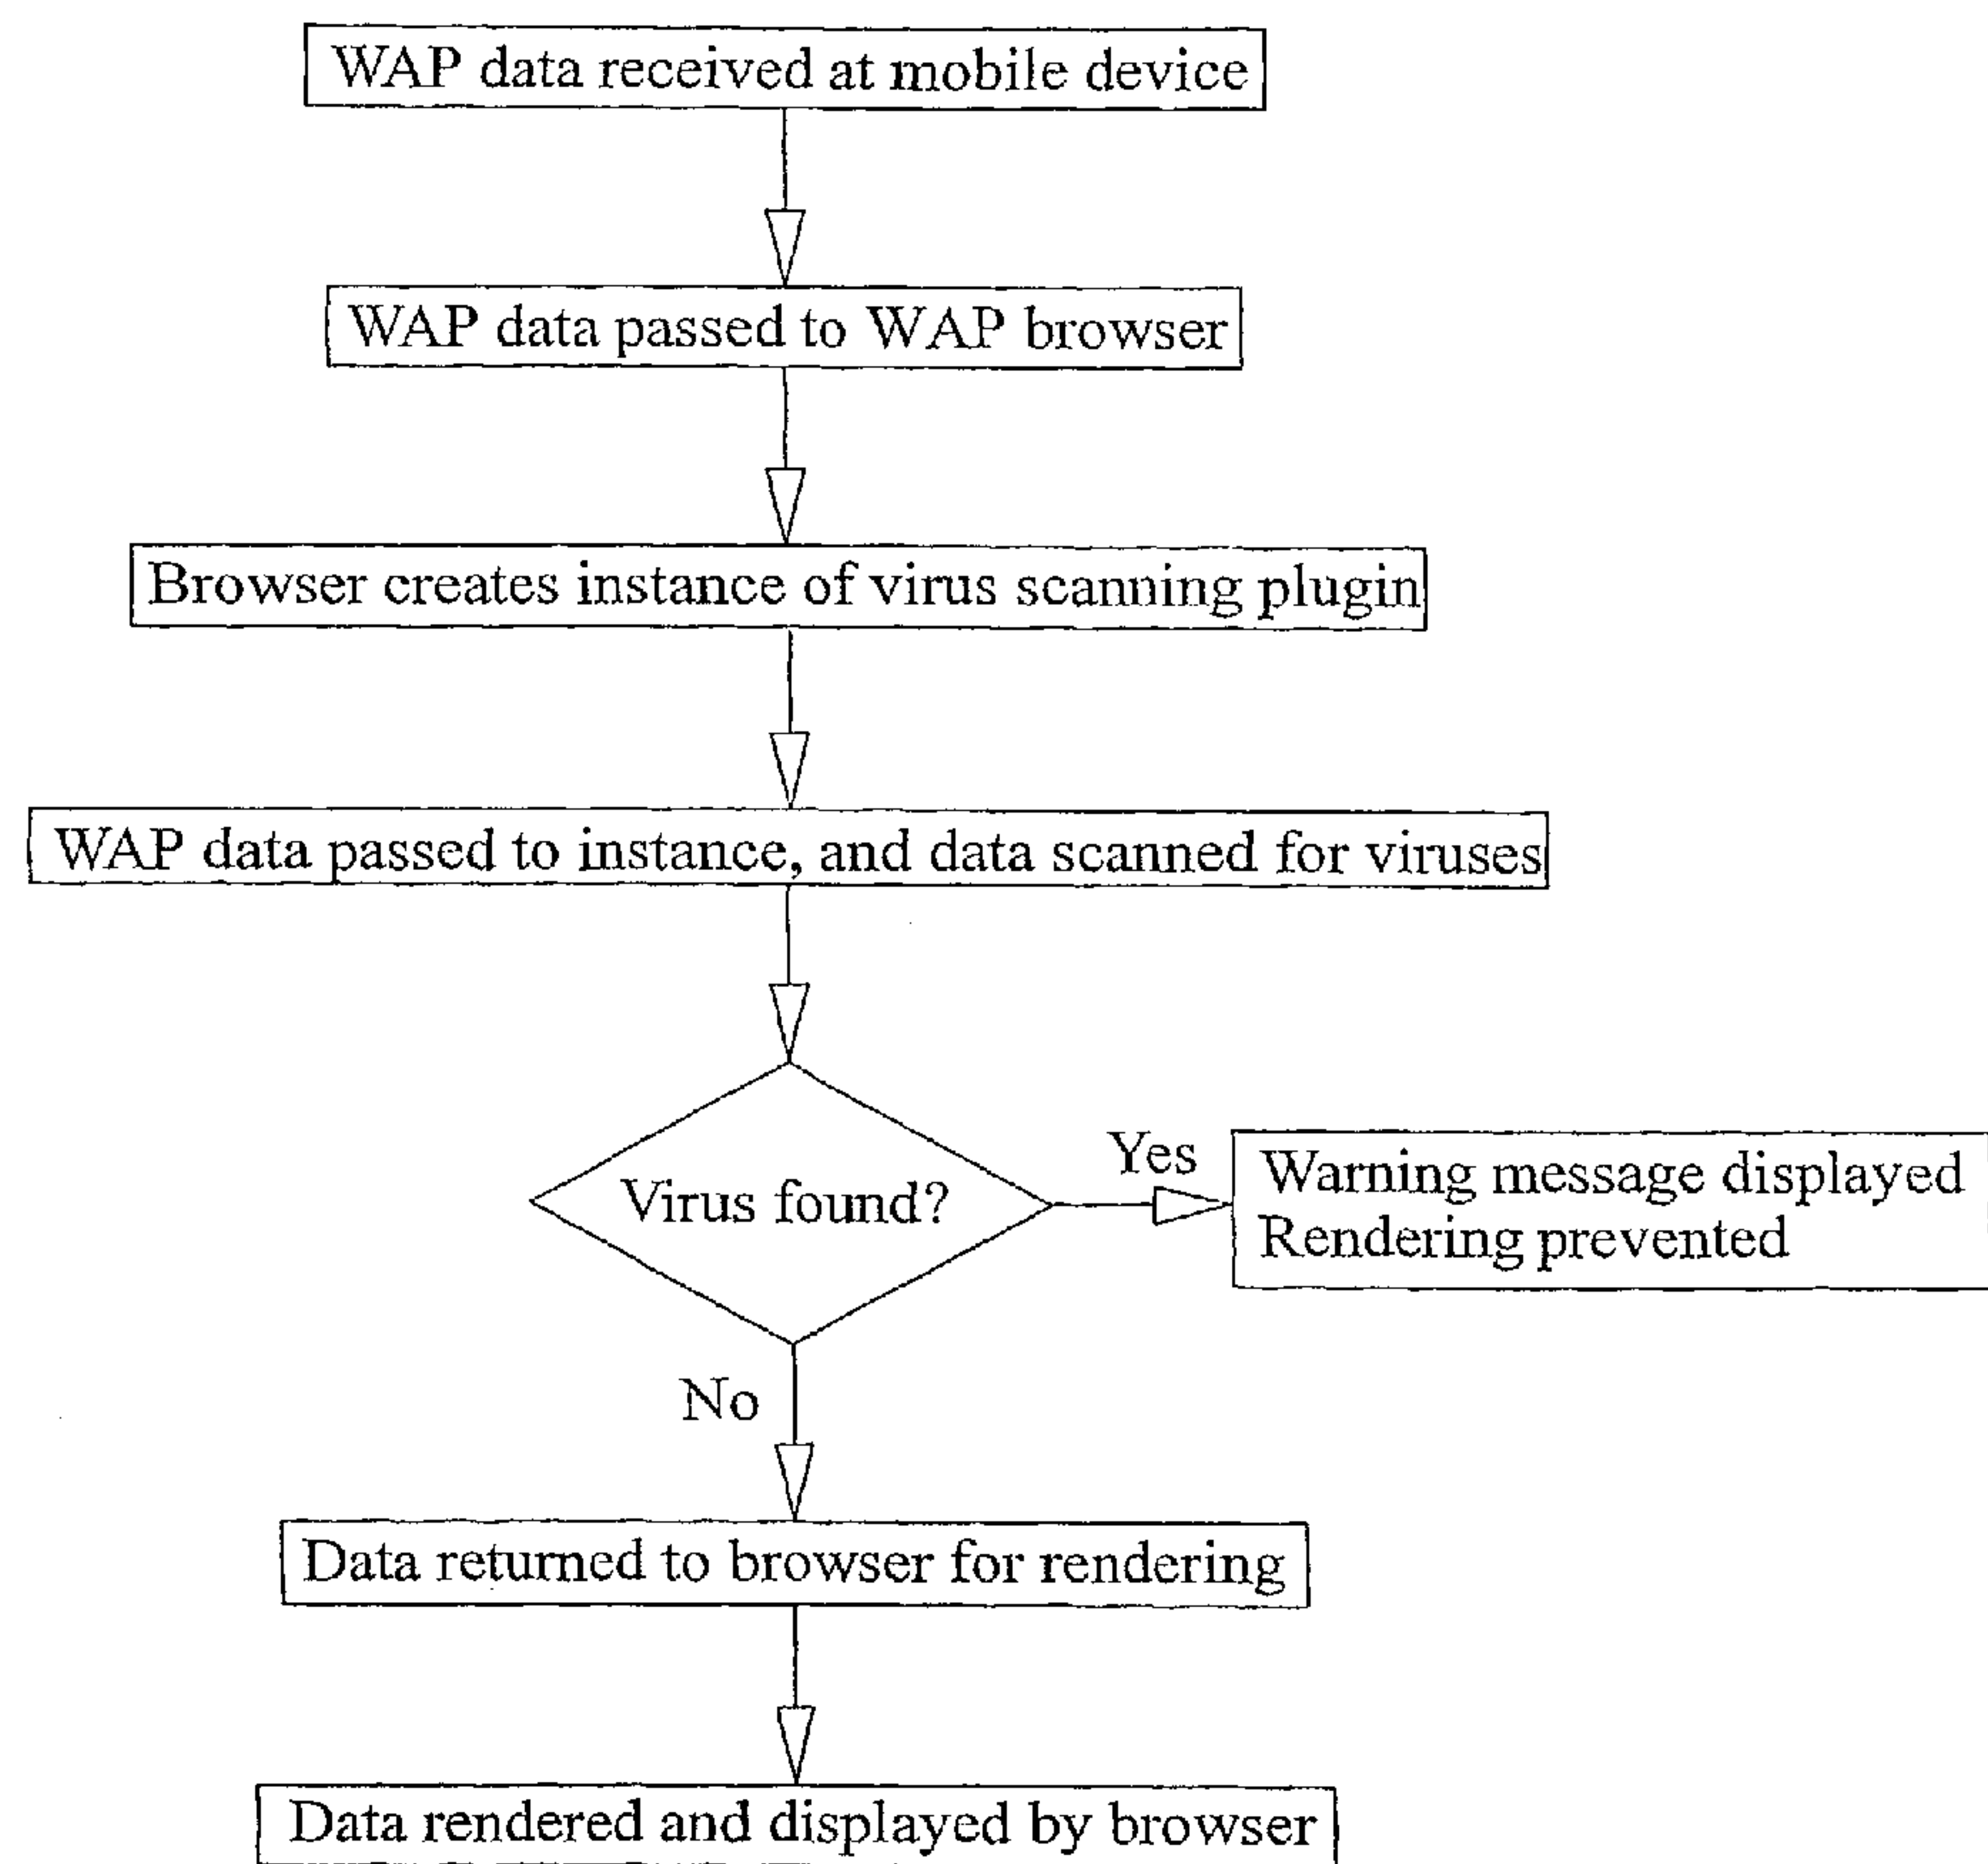 WAP data received at mobile device
WAP data passed to WAP browser
Browser creates instance of virus scanning plugin
WAP data passed to instance, and data scanned for viruses
Virus found?
Yes
Warning message displayed
Rendering prevented
No
Data returned to browser for rendering
Data rendered and displayed by browser